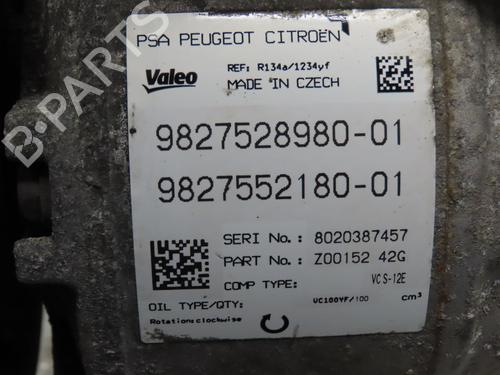 PSA PEUGEOT CITROËN
Valeo
REF: R134a/1234yf
MADE IN CZECH
9827528980-01
9827552180-01
SERI No.: 8020387457
PART No.: Z00152 42G
COMP TYPE: VCS-12E
OIL TYPE/QTY: VC100YF/100 cm³
Rotation:clockwise